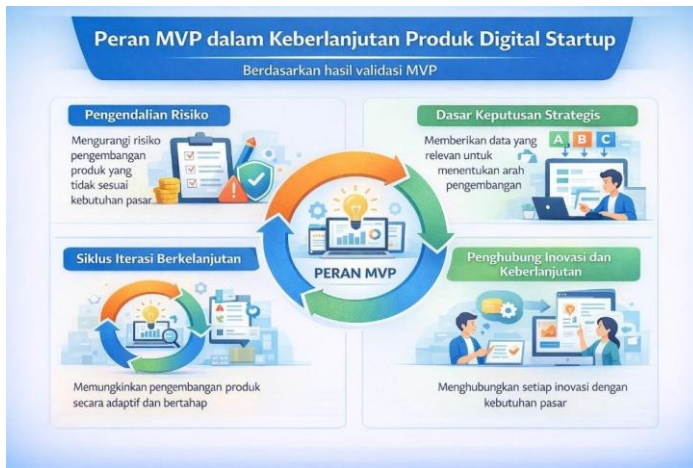 Peran MVP dalam Keberlanjutan Produk Digital Startup
Berdasarkan hasil validasi MVP
Pengendalian Risiko
Mengurangi risiko
pengembangan
produk yang
tidak sesuai
kebutuhan pasar
Dasar Keputusan Strategis
Memberikan data yang
relevan untuk
menentukan arah
pengembangan
A B C
PERAN MVP
Siklus Iterasi Berkelanjutan
Memungkinkan pengembangan produk
secara adaptif dan bertahap
Penghubung Inovasi dan
Keberlanjutan
Menghubungkan setiap inovasi dengan
kebutuhan pasar